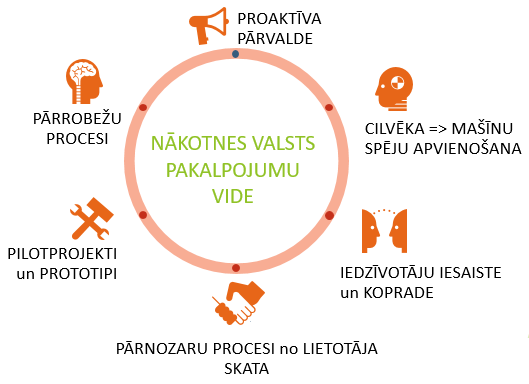 PROAKTĪVA
PĀRVALDE
CILVĒKA => MAŠĪNU
SPĒJU APVIENOŠANA
IEDZĪVOTĀJU IESAISTE
un KOPRADE
PĀRNOZARU PROCESI no LIETOTĀJA
SKATA
PILOTPROJEKTI
un PROTOTIPI
PĀRROBEŽU
PROCESI
NĀKOTNES VALSTS
PAKALPOJUMU
VIDE